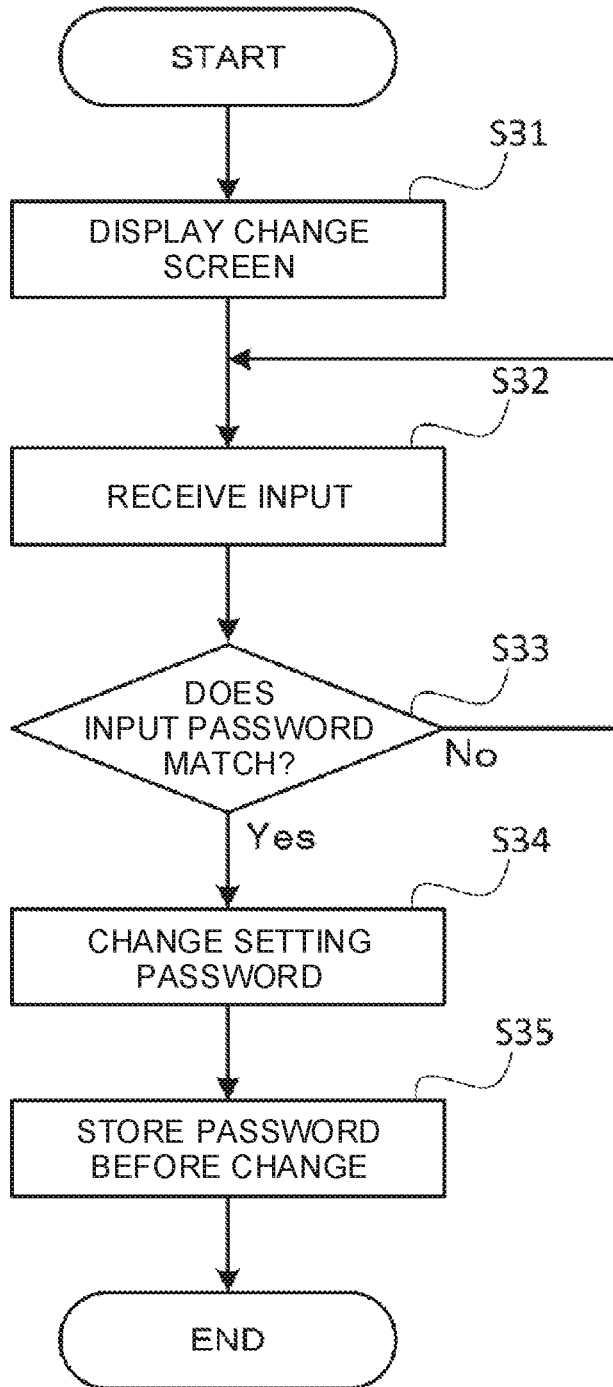 START
S31
DISPLAY CHANGE
SCREEN
S32
RECEIVE INPUT
S33
DOES
INPUT PASSWORD
MATCH?
No
Yes
S34
CHANGE SETTING
PASSWORD
S35
STORE PASSWORD
BEFORE CHANGE
END